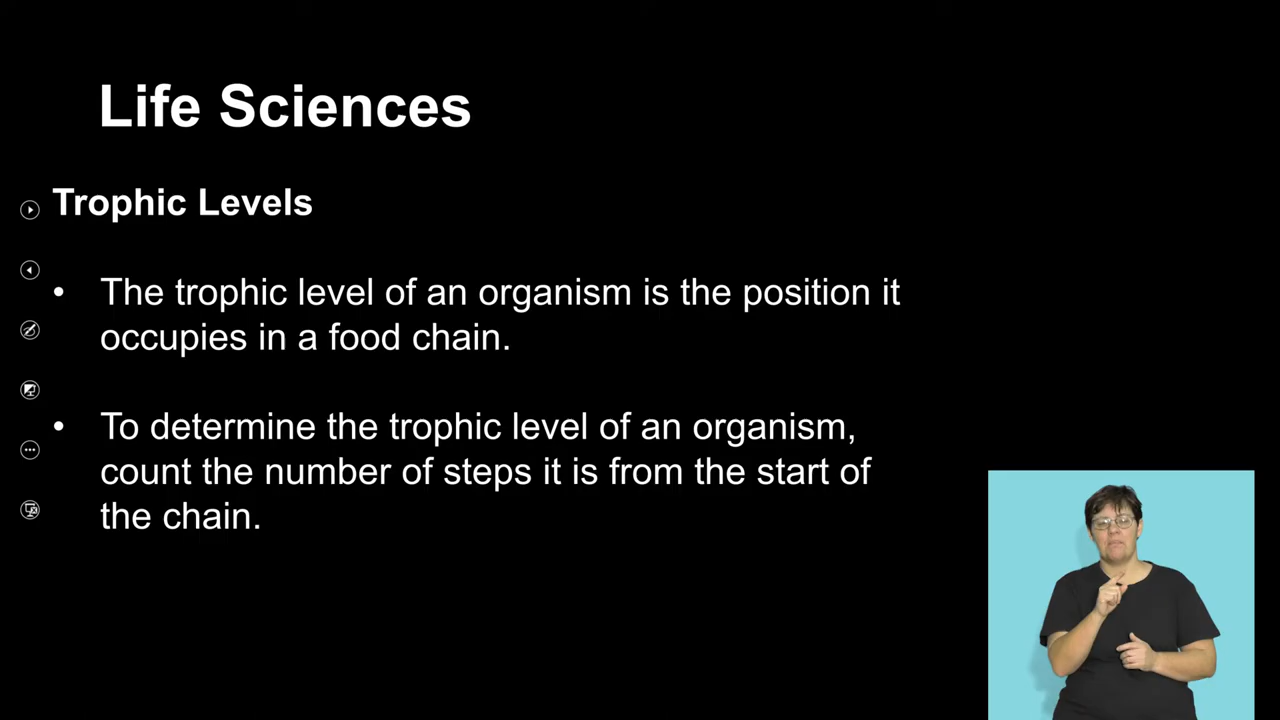 Life Sciences
Trophic Levels
• The trophic level of an organism is the position it
occupies in a food chain.
• To determine the trophic level of an organism,
count the number of steps it is from the start of
the chain.